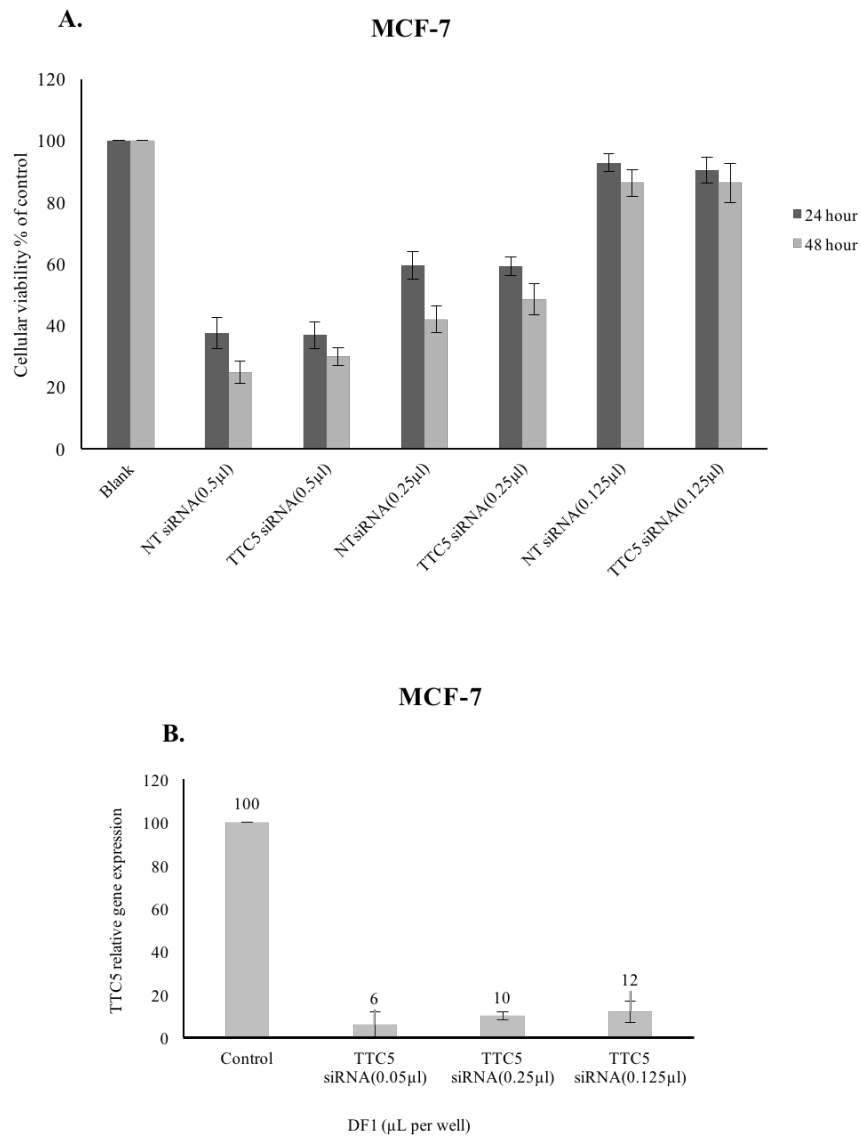 A.
MCF-7
120
100
80
60
40
20
0
Cellular viability % of control
24 hour
48 hour
Blank
NT siRNA(0.5µl)
TTC5 siRNA(0.5µl)
NTsiRNA(0.25µl)
TTC5 siRNA(0.25µl)
NT siRNA(0.125µl)
TTC5 siRNA(0.125µl)
MCF-7
B.
120
100
80
60
40
20
0
TTC5 relative gene expression
100
6
10
12
Control
TTC5
siRNA(0.05µl)
TTC5
siRNA(0.25µl)
TTC5
siRNA(0.125µl)
DF1 (µL per well)